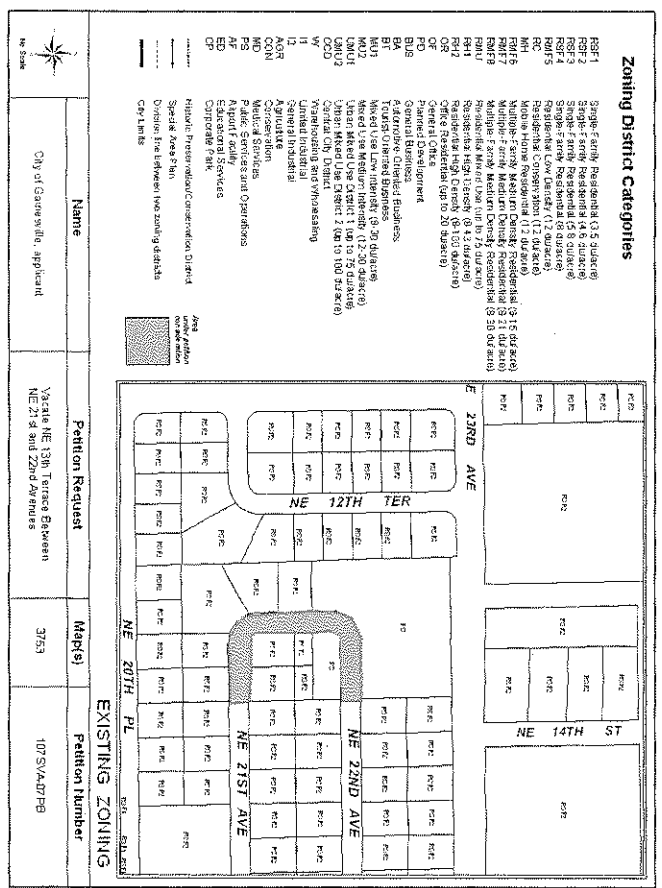 Zoning District Categories
RSF1 Single-Family Residential (3.5 du/acre)
RSF2 Single-Family Residential (4.6 du/acre)
RSF3 Single-Family Residential (5.8 du/acre)
RSF4 Single-Family Residential (8 du/acre)
RMF5 Residential Low Density (12 du/acre)
RC Residential Conservation (12 du/acre)
MH Mobile Home Residential (12 du/acre)
RMF6 Multiple-Family Medium Density Residential (8-15 du/acre)
RMF7 Multiple-Family Medium Density Residential (8-21 du/acre)
RMF8 Multiple-Family Medium Density Residential (8-30 du/acre)
RMU Residential Mixed Use (up to 75 du/acre)
RH1 Residential High Density (8-43 du/acre)
RH2 Residential High Density (8-100 du/acre)
OR Office Residential (up to 20 du/acre)
OF General Office
PD Planned Development
BUS General Business
BA Automotive Oriented Business
BT Tourist-Oriented Business
MU1 Mixed Use Low Intensity (8-30 du/acre)
MU2 Mixed Use Medium Intensity (12-30 du/acre)
UMU1 Urban Mixed Use District 1 (up to 75 du/acre)
UMU2 Urban Mixed Use District 2 (up to 100 du/acre)
CCD Central City District
W Warehousing and Wholesaling
I1 Limited Industrial
I2 General Industrial
AGR Agriculture
CON Conservation
MD Medical Services
PS Public Services and Operations
AF Airport Facility
ED Educational Services
CP Corporate Park
Historic Preservation/Conservation District
Special Area Plan
Division line between two zoning districts
City Limits
Area
under petition
consideration
E 23RD AVE
NE 12TH TER
NE 14TH ST
NE 22ND AVE
NE 21ST AVE
NE 20TH PL
RSF2
PD
PD
EXISTING ZONING
No Scale
Name
Petition Request
Map(s)
Petition Number
City of Gainesville, applicant
Vacate NE 13th Terrace Between
NE 21st and 22nd Avenues
3753
107SVA-07PB